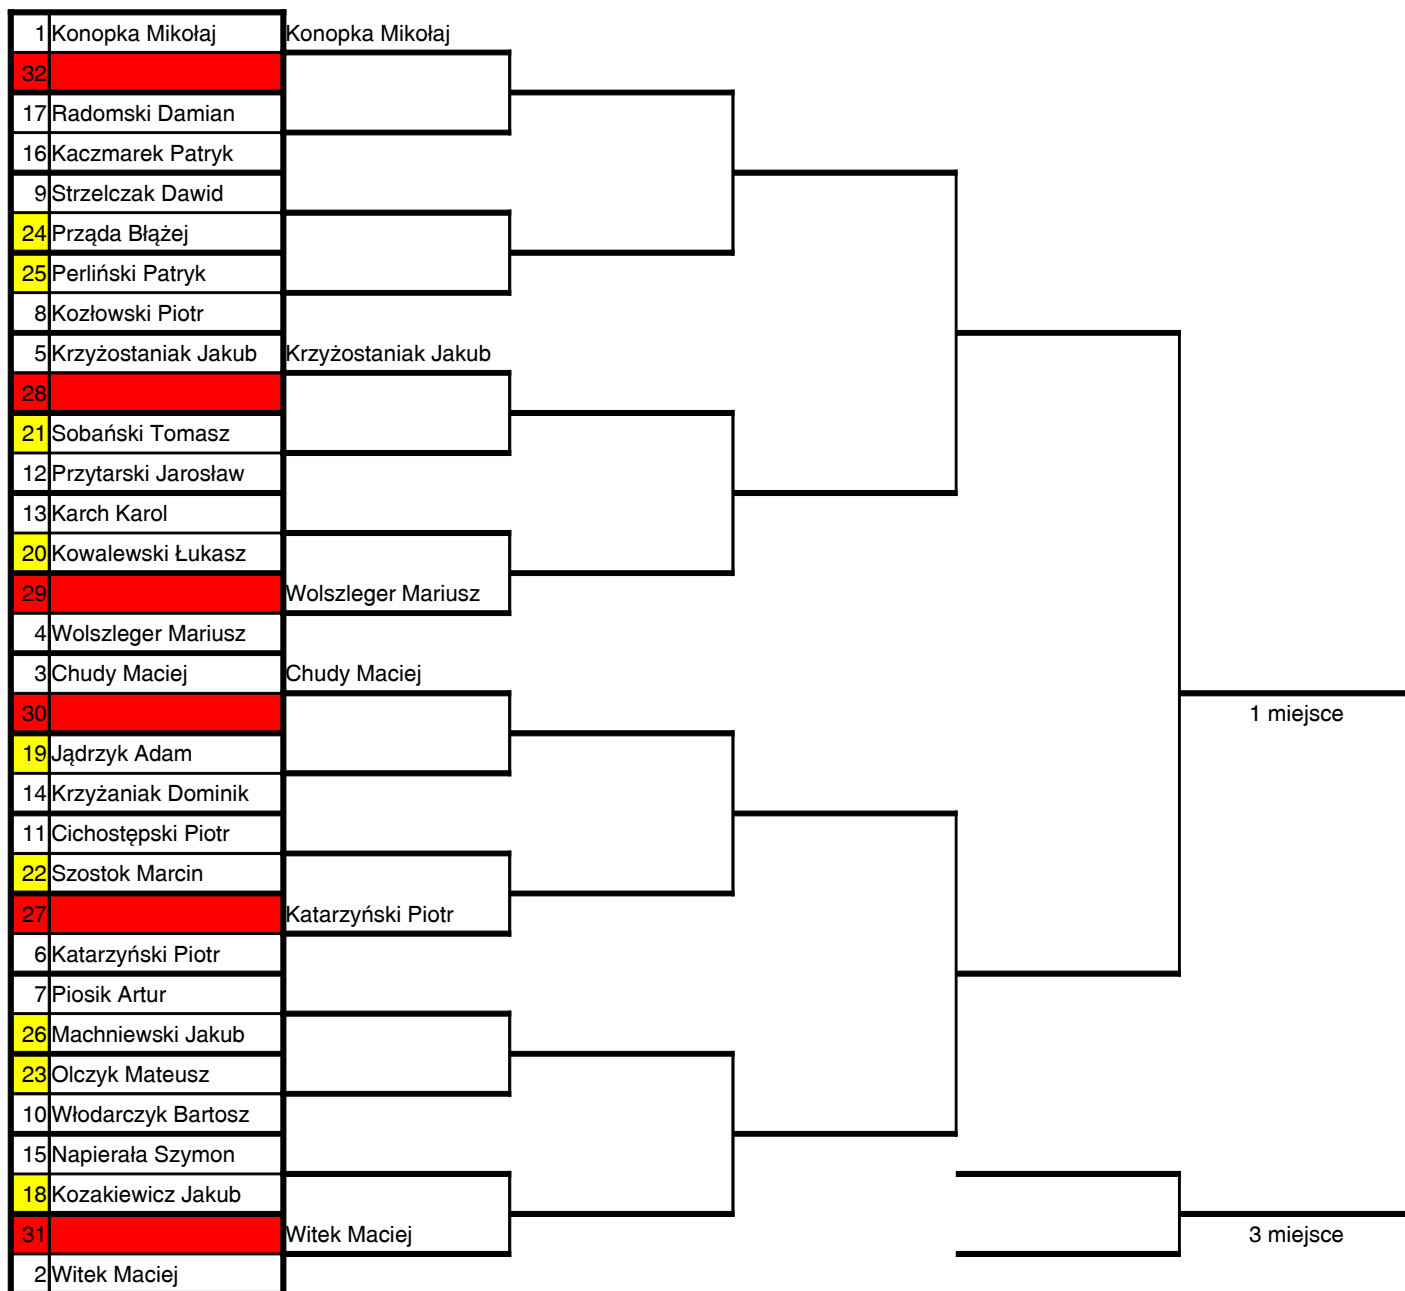 1 Konopka Mikołaj Konopka Mikołaj
32
17 Radomski Damian
16 Kaczmarek Patryk
9 Strzelczak Dawid
24 Prząda Błążej
25 Perliński Patryk
8 Kozłowski Piotr
5 Krzyżostaniak Jakub Krzyżostaniak Jakub
28
21 Sobański Tomasz
12 Przytarski Jarosław
13 Karch Karol
20 Kowalewski Łukasz
29 Wolszleger Mariusz
4 Wolszleger Mariusz
3 Chudy Maciej Chudy Maciej
30 1 miejsce
19 Jądrzyk Adam
14 Krzyżaniak Dominik
11 Cichostępski Piotr
22 Szostok Marcin
27 Katarzyński Piotr
6 Katarzyński Piotr
7 Piosik Artur
26 Machniewski Jakub
23 Olczyk Mateusz
10 Włodarczyk Bartosz
15 Napierała Szymon
18 Kozakiewicz Jakub
31 Witek Maciej 3 miejsce
2 Witek Maciej